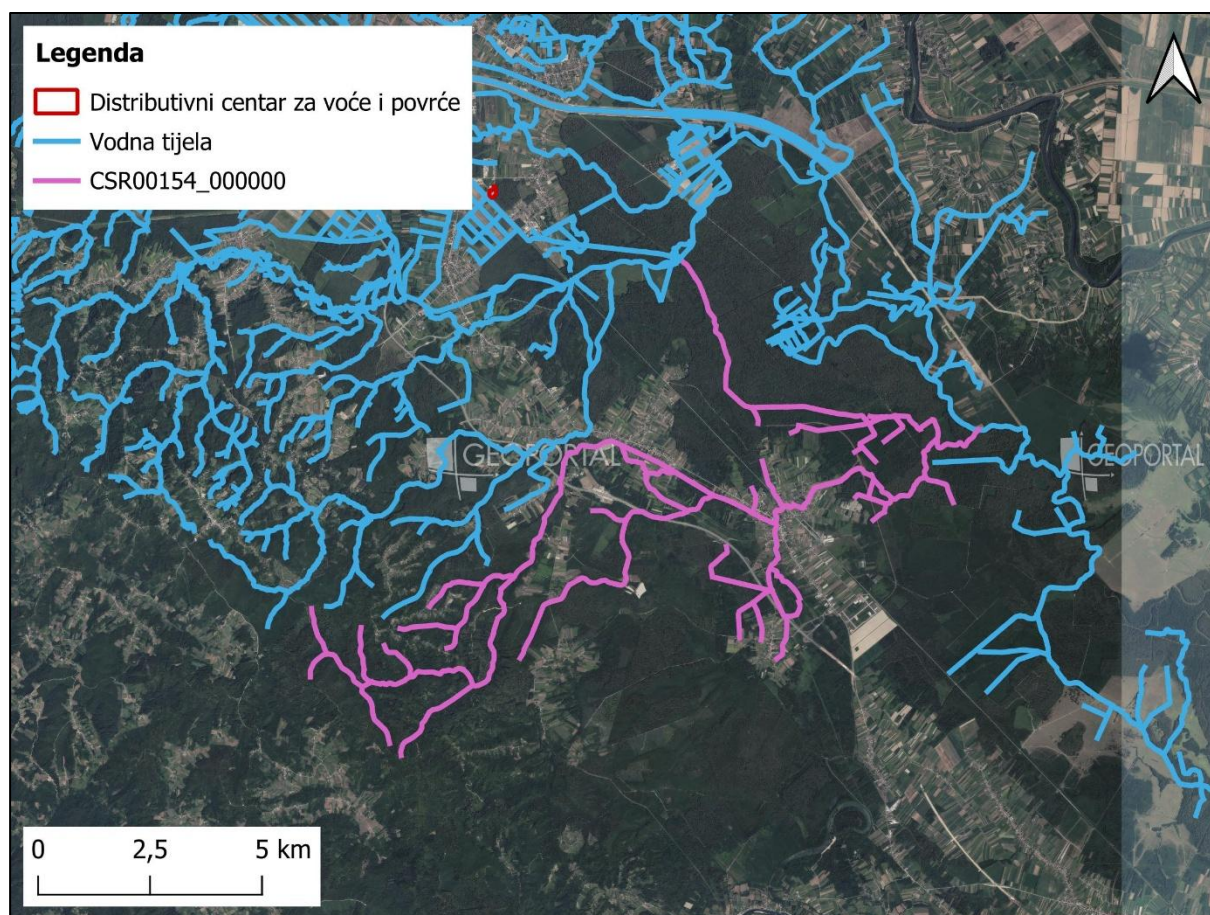 Legenda
Distributivni centar za voće i povrće
Vodna tijela
CSR00154_000000
GEOPORTAL
GEOPORTAL
0 2,5 5 km